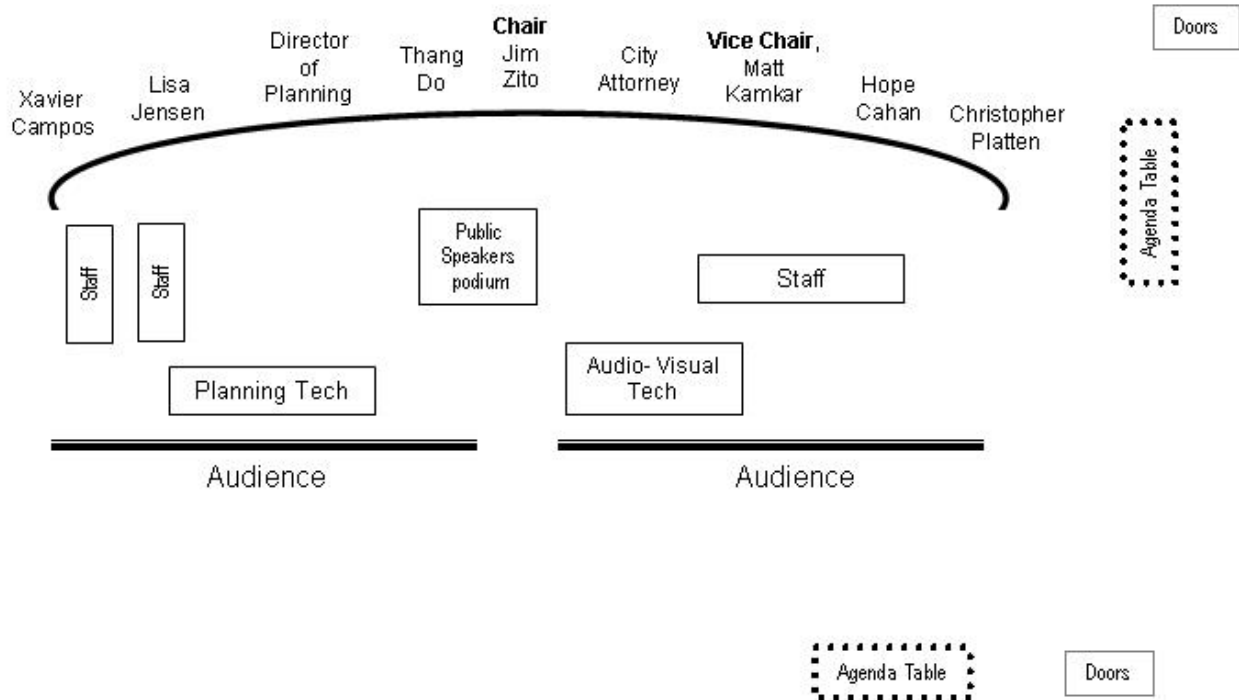 Doors
Xavier
Campos
Lisa
Jensen
Director
of
Planning
Thang
Do
Chair
Jim
Zito
City
Attorney
Vice Chair,
Matt
Kamkar
Hope
Cahan
Christopher
Platten
Agenda Table
Staff
Staff
Public
Speakers
podium
Staff
Planning Tech
Audio- Visual
Tech
Audience
Audience
Agenda Table
Doors